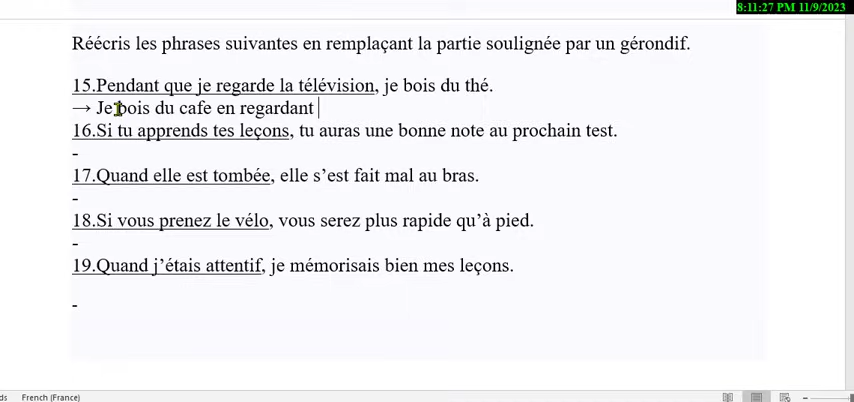 8:11:27 PM 11/9/2023
Réécris les phrases suivantes en remplaçant la partie soulignée par un gérondif.
15.Pendant que je regarde la télévision, je bois du thé.
→ Je bois du cafe en regardant
16.Si tu apprends tes leçons, tu auras une bonne note au prochain test.
-
17.Quand elle est tombée, elle s’est fait mal au bras.
-
18.Si vous prenez le vélo, vous serez plus rapide qu’à pied.
-
19.Quand j’étais attentif, je mémorisais bien mes leçons.
-
ds French (France)